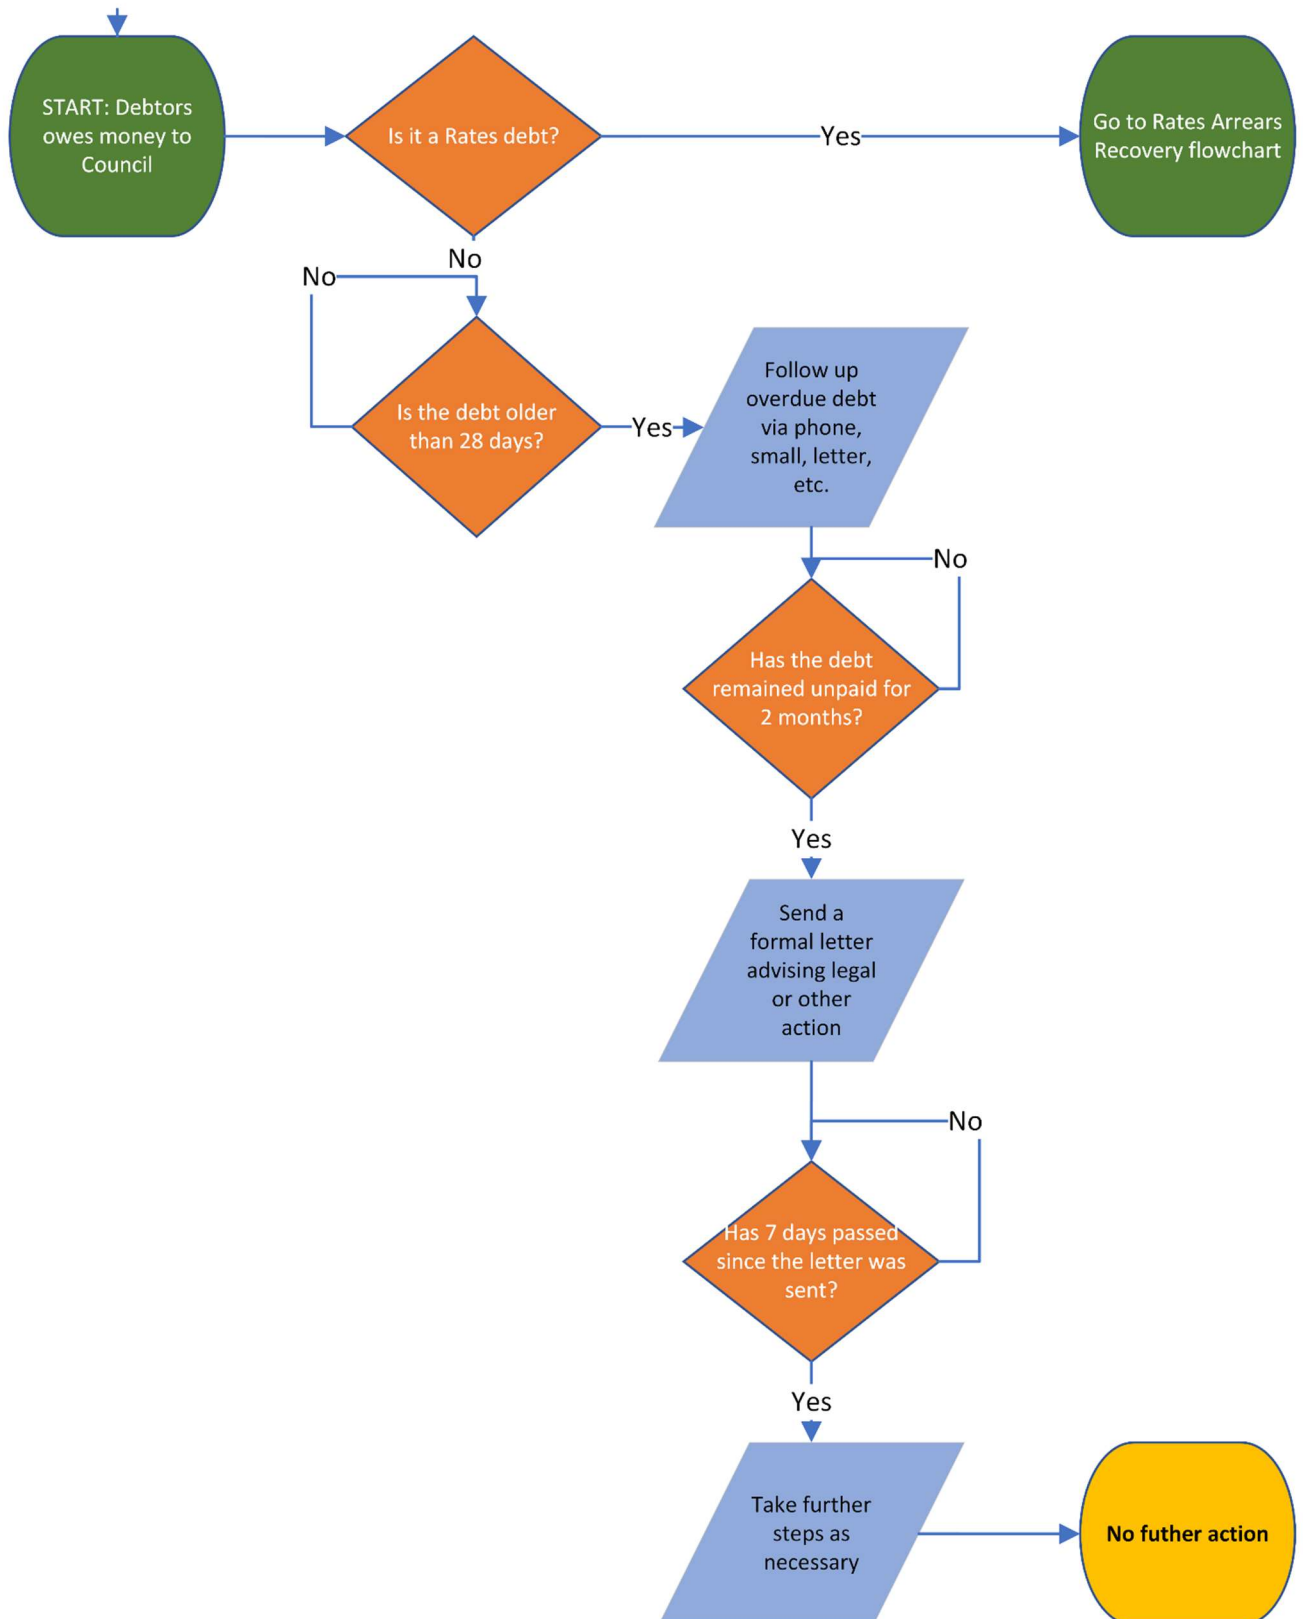 START: Debtors
owes money to
Council
Is it a Rates debt?
Yes
Go to Rates Arrears
Recovery flowchart
No
No
Is the debt older
than 28 days?
Yes
Follow up
overdue debt
via phone,
small, letter,
etc.
No
Has the debt
remained unpaid for
2 months?
Yes
Send a
formal letter
advising legal
or other
action
No
Has 7 days passed
since the letter was
sent?
Yes
Take further
steps as
necessary
No futher action